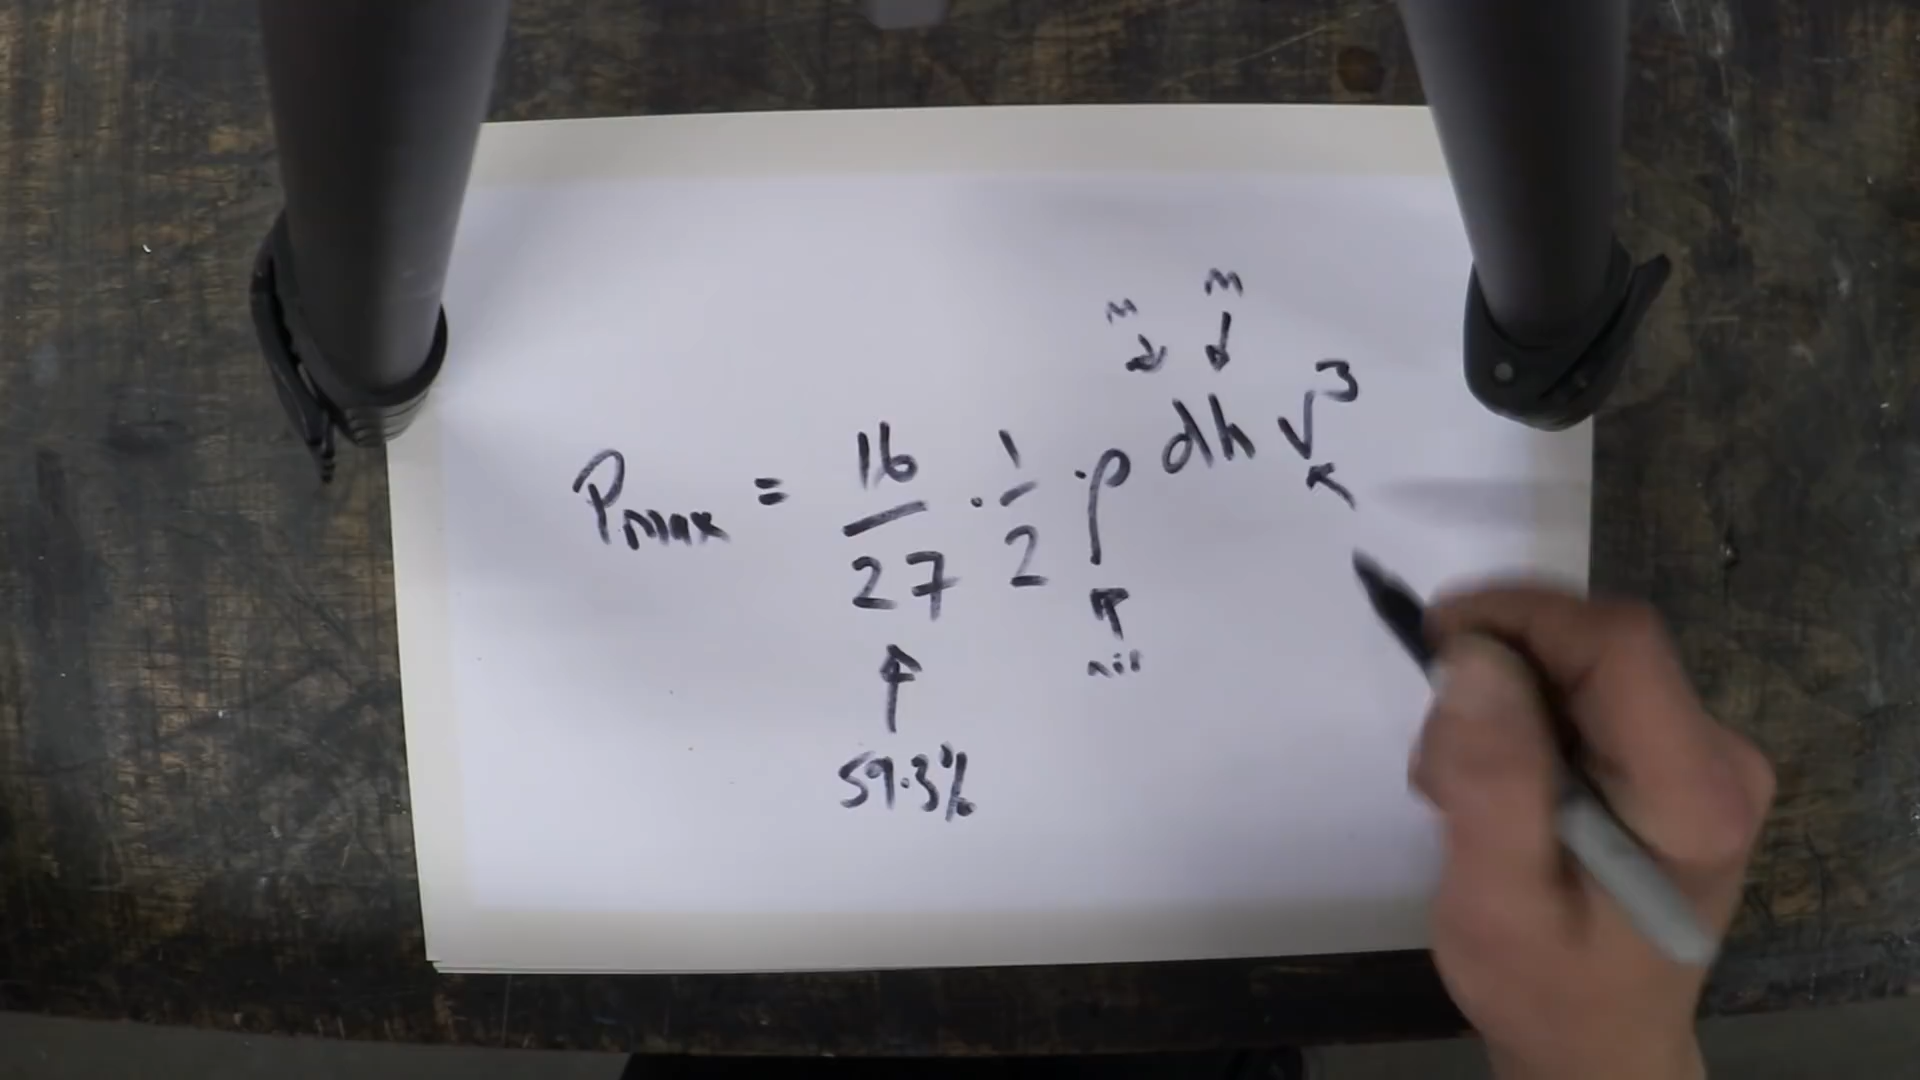 m m
Pmax = 16/27 · 1/2 · ρ dh v³
air
59.3%